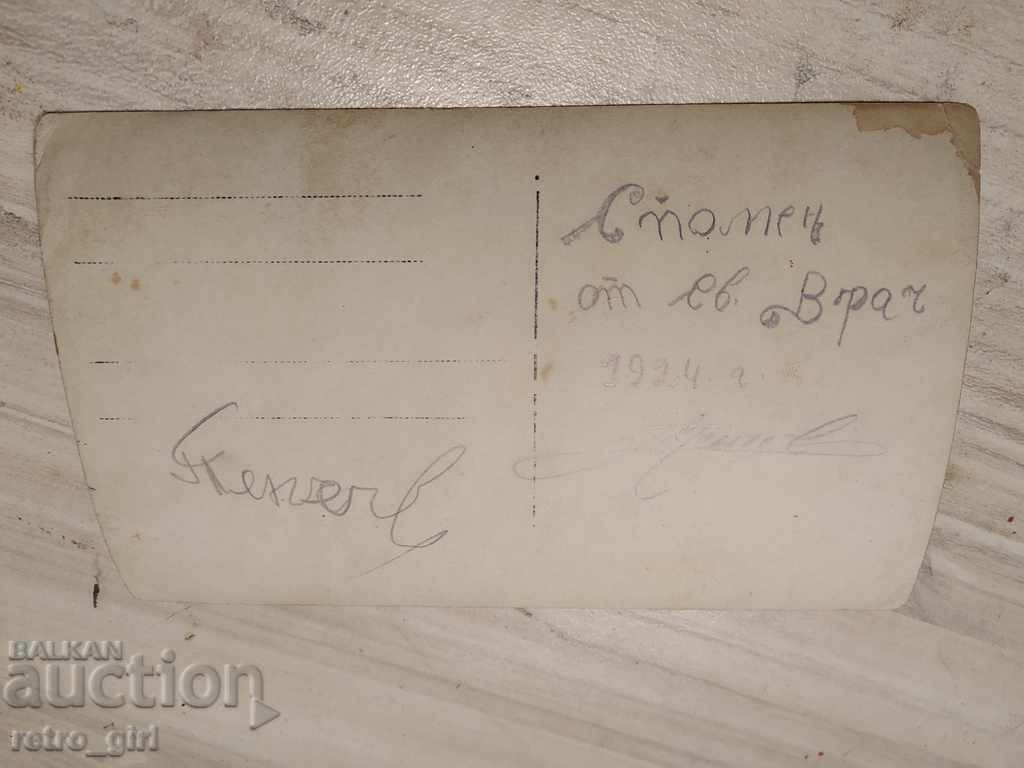 Спомен
от св. Врач
1924. г.
BALKAN
auction
retro_girl